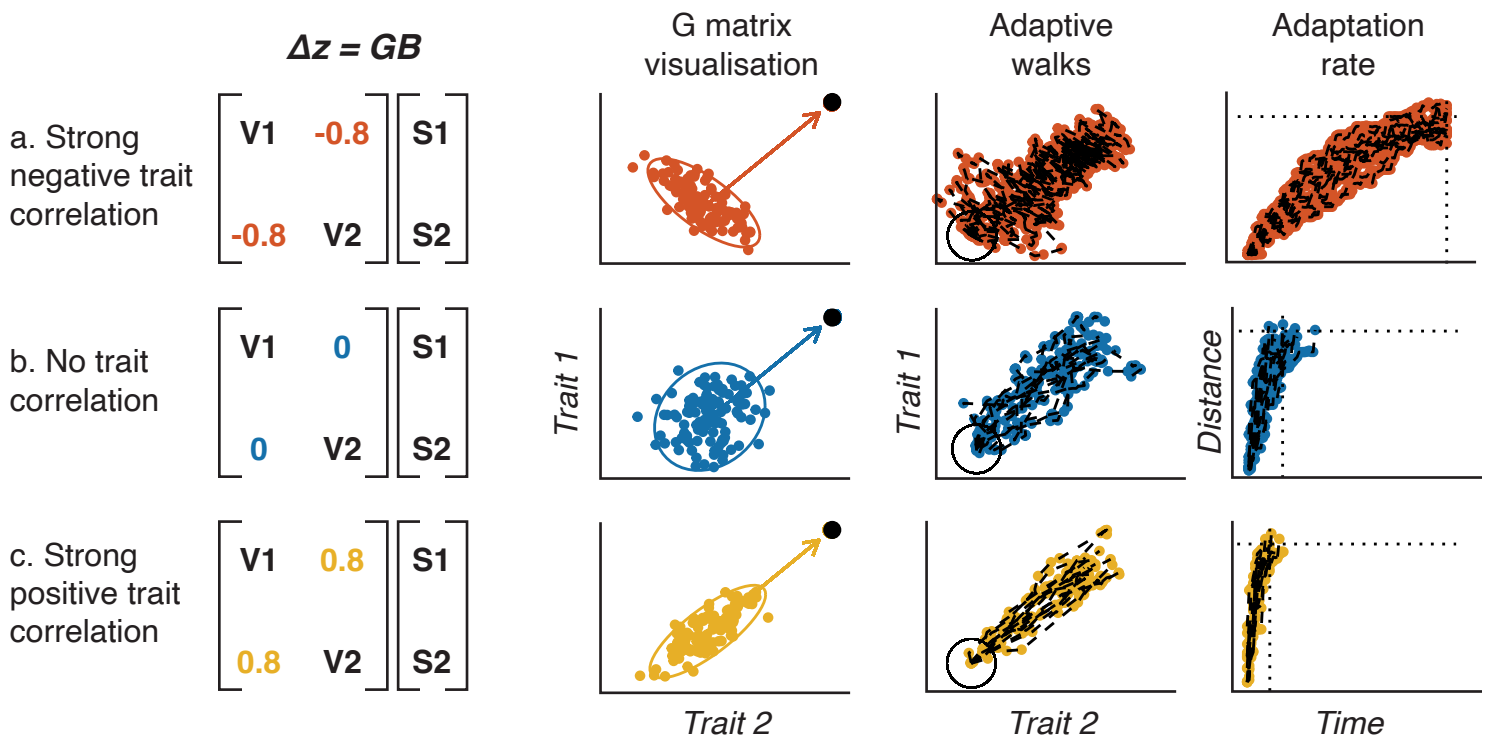 Δz = GB
G matrix
visualisation
Adaptive
walks
Adaptation
rate
a. Strong
negative trait
correlation
V1 -0.8 S1
-0.8 V2 S2
b. No trait
correlation
V1 0 S1
0 V2 S2
Trait 1
Trait 1
Distance
c. Strong
positive trait
correlation
V1 0.8 S1
0.8 V2 S2
Trait 2
Trait 2
Time